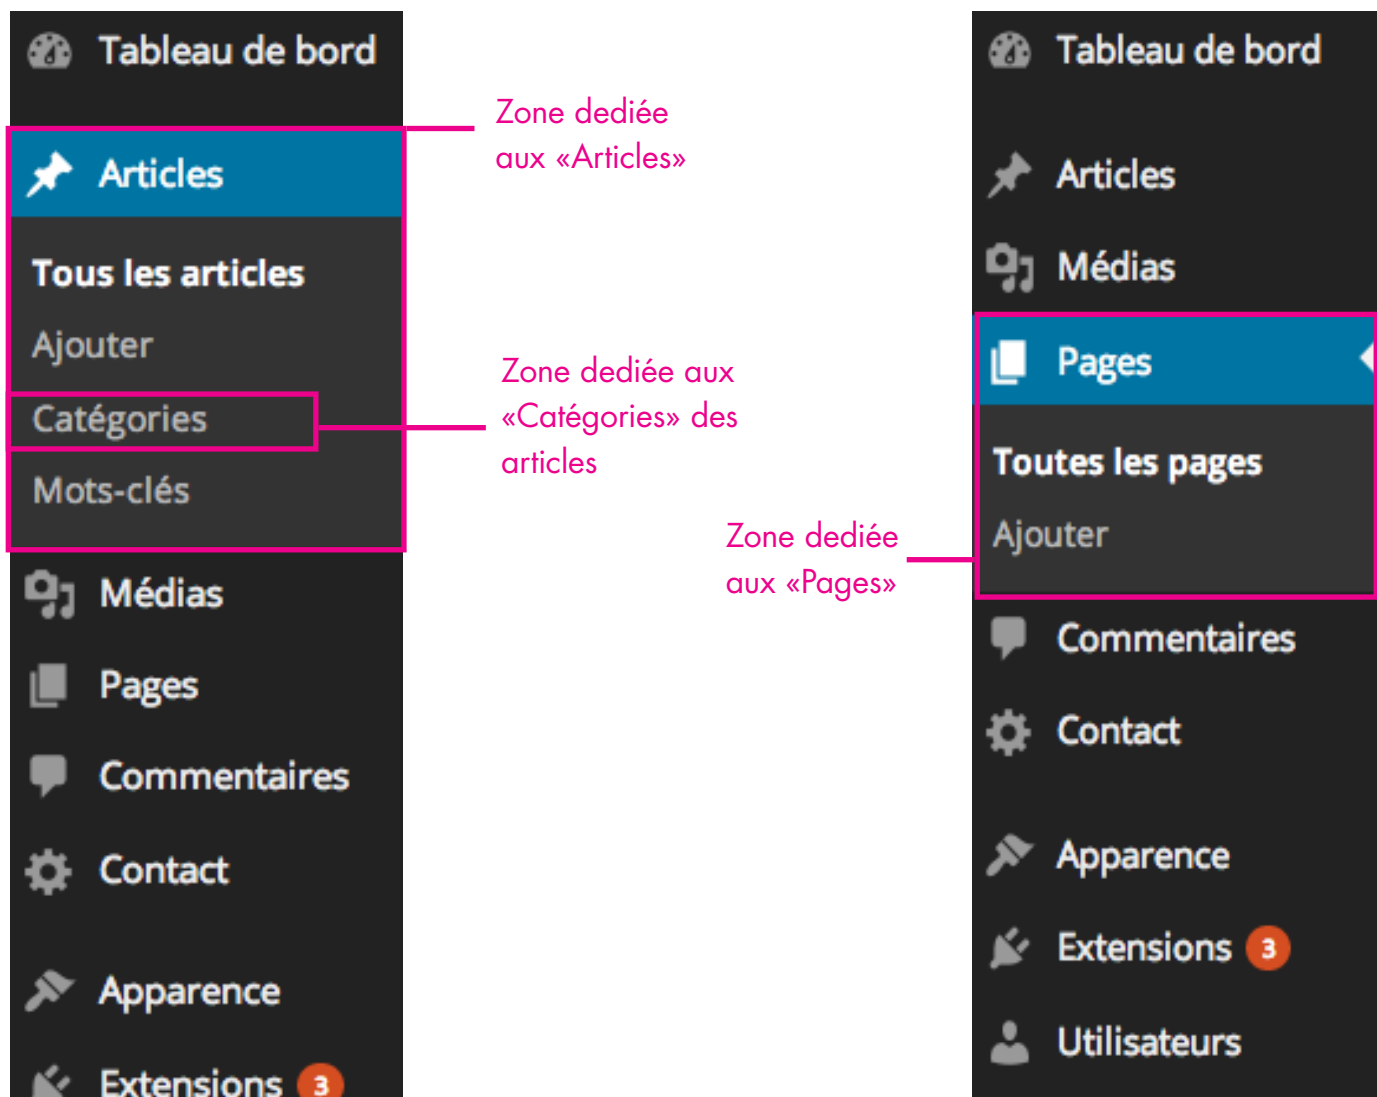 Tableau de bord
Articles
Tous les articles
Ajouter
Catégories
Mots-clés
Médias
Pages
Commentaires
Contact
Apparence
Extensions 3
Zone dediée
aux «Articles»
Zone dediée aux
«Catégories» des
articles
Zone dediée
aux «Pages»
Tableau de bord
Articles
Médias
Pages
Toutes les pages
Ajouter
Commentaires
Contact
Apparence
Extensions 3
Utilisateurs